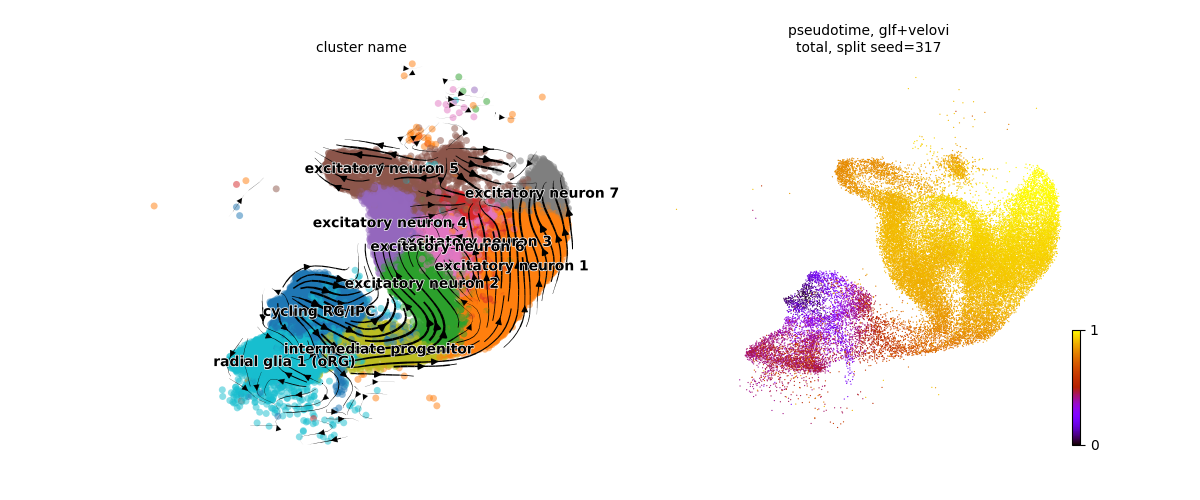 cluster name
pseudotime, glf+velovi
total, split seed=317
excitatory neuron 5
excitatory neuron 7
excitatory neuron 4
excitatory neuron 3
excitatory neuron 6
excitatory neuron 1
excitatory neuron 2
cycling RG/IPC
intermediate progenitor
radial glia 1 (oRG)
1
0